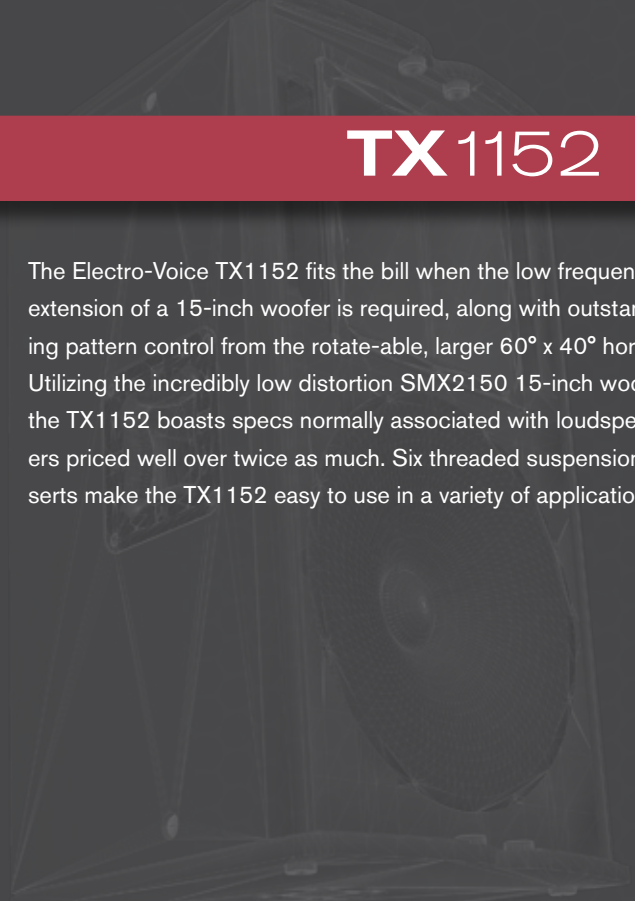 TX1152
The Electro-Voice TX1152 fits the bill when the low frequen
extension of a 15-inch woofer is required, along with outstan
ing pattern control from the rotate-able, larger 60° x 40° hor
Utilizing the incredibly low distortion SMX2150 15-inch woo
the TX1152 boasts specs normally associated with loudspe
ers priced well over twice as much. Six threaded suspension
serts make the TX1152 easy to use in a variety of applicatio